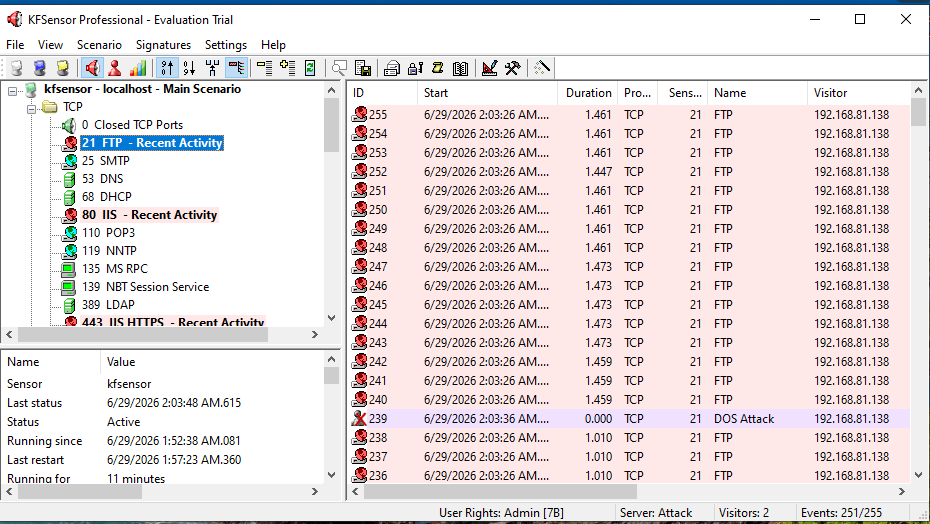 KFSensor Professional - Evaluation Trial
File View Scenario Signatures Settings Help
kfsensor - localhost - Main Scenario
TCP
0 Closed TCP Ports
21 FTP - Recent Activity
25 SMTP
53 DNS
68 DHCP
80 IIS - Recent Activity
110 POP3
119 NNTP
135 MS RPC
139 NBT Session Service
389 LDAP
443 IIS HTTPS - Recent Activity
Name Value
Sensor kfsensor
Last status 6/29/2026 2:03:48 AM.615
Status Active
Running since 6/29/2026 1:52:38 AM.081
Last restart 6/29/2026 1:57:23 AM.360
Running for 11 minutes
ID Start Duration Pro... Sens... Name Visitor
255 6/29/2026 2:03:26 AM.... 1.461 TCP 21 FTP 192.168.81.138
254 6/29/2026 2:03:26 AM.... 1.461 TCP 21 FTP 192.168.81.138
253 6/29/2026 2:03:26 AM.... 1.461 TCP 21 FTP 192.168.81.138
252 6/29/2026 2:03:26 AM.... 1.447 TCP 21 FTP 192.168.81.138
251 6/29/2026 2:03:26 AM.... 1.461 TCP 21 FTP 192.168.81.138
250 6/29/2026 2:03:26 AM.... 1.461 TCP 21 FTP 192.168.81.138
249 6/29/2026 2:03:26 AM.... 1.461 TCP 21 FTP 192.168.81.138
248 6/29/2026 2:03:26 AM.... 1.461 TCP 21 FTP 192.168.81.138
247 6/29/2026 2:03:26 AM.... 1.473 TCP 21 FTP 192.168.81.138
246 6/29/2026 2:03:26 AM.... 1.473 TCP 21 FTP 192.168.81.138
245 6/29/2026 2:03:26 AM.... 1.473 TCP 21 FTP 192.168.81.138
244 6/29/2026 2:03:26 AM.... 1.473 TCP 21 FTP 192.168.81.138
243 6/29/2026 2:03:26 AM.... 1.473 TCP 21 FTP 192.168.81.138
242 6/29/2026 2:03:26 AM.... 1.459 TCP 21 FTP 192.168.81.138
241 6/29/2026 2:03:26 AM.... 1.459 TCP 21 FTP 192.168.81.138
240 6/29/2026 2:03:26 AM.... 1.459 TCP 21 FTP 192.168.81.138
239 6/29/2026 2:03:36 AM.... 0.000 TCP 21 DOS Attack 192.168.81.138
238 6/29/2026 2:03:26 AM.... 1.010 TCP 21 FTP 192.168.81.138
237 6/29/2026 2:03:26 AM.... 1.010 TCP 21 FTP 192.168.81.138
236 6/29/2026 2:03:26 AM.... 1.010 TCP 21 FTP 192.168.81.138
User Rights: Admin [7B] Server: Attack Visitors: 2 Events: 251/255